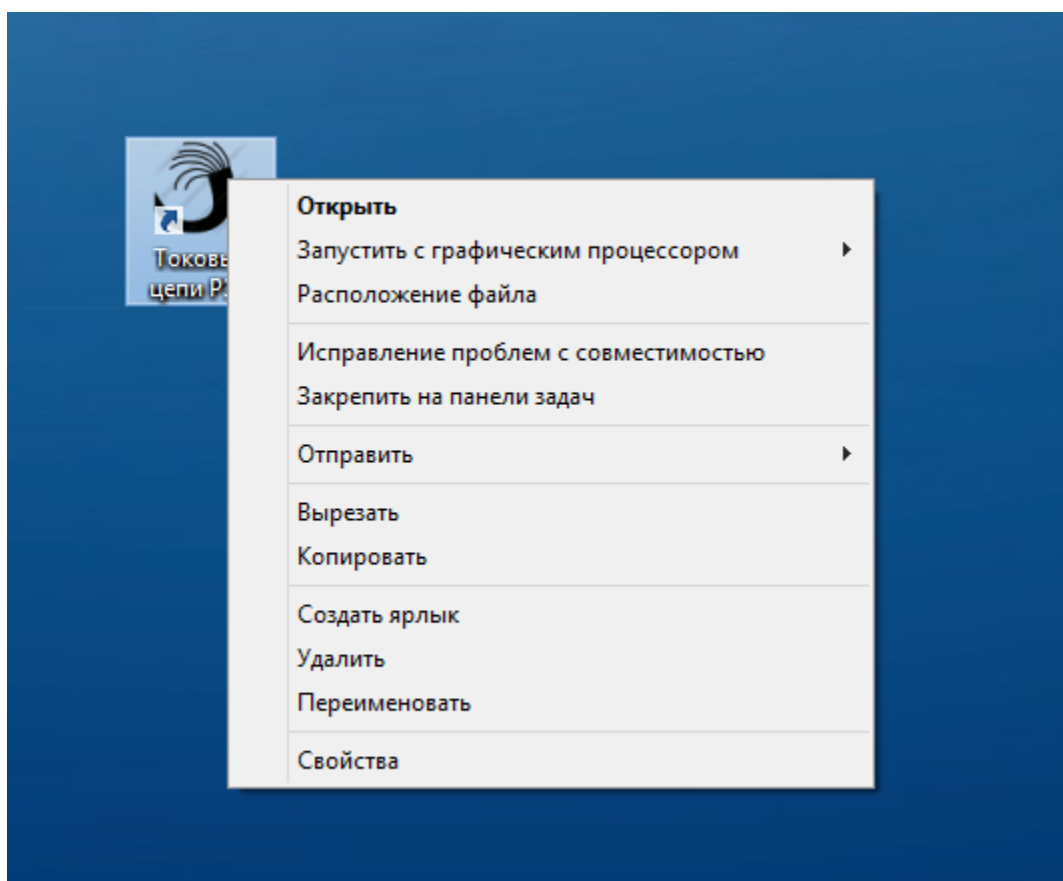 цепи
Открыть
Запустить с графическим процессором
Расположение файла
Исправление проблем с совместимостью
Закрепить на панели задач
Отправить
Вырезать
Копировать
Создать ярлык
Удалить
Переименовать
Свойства